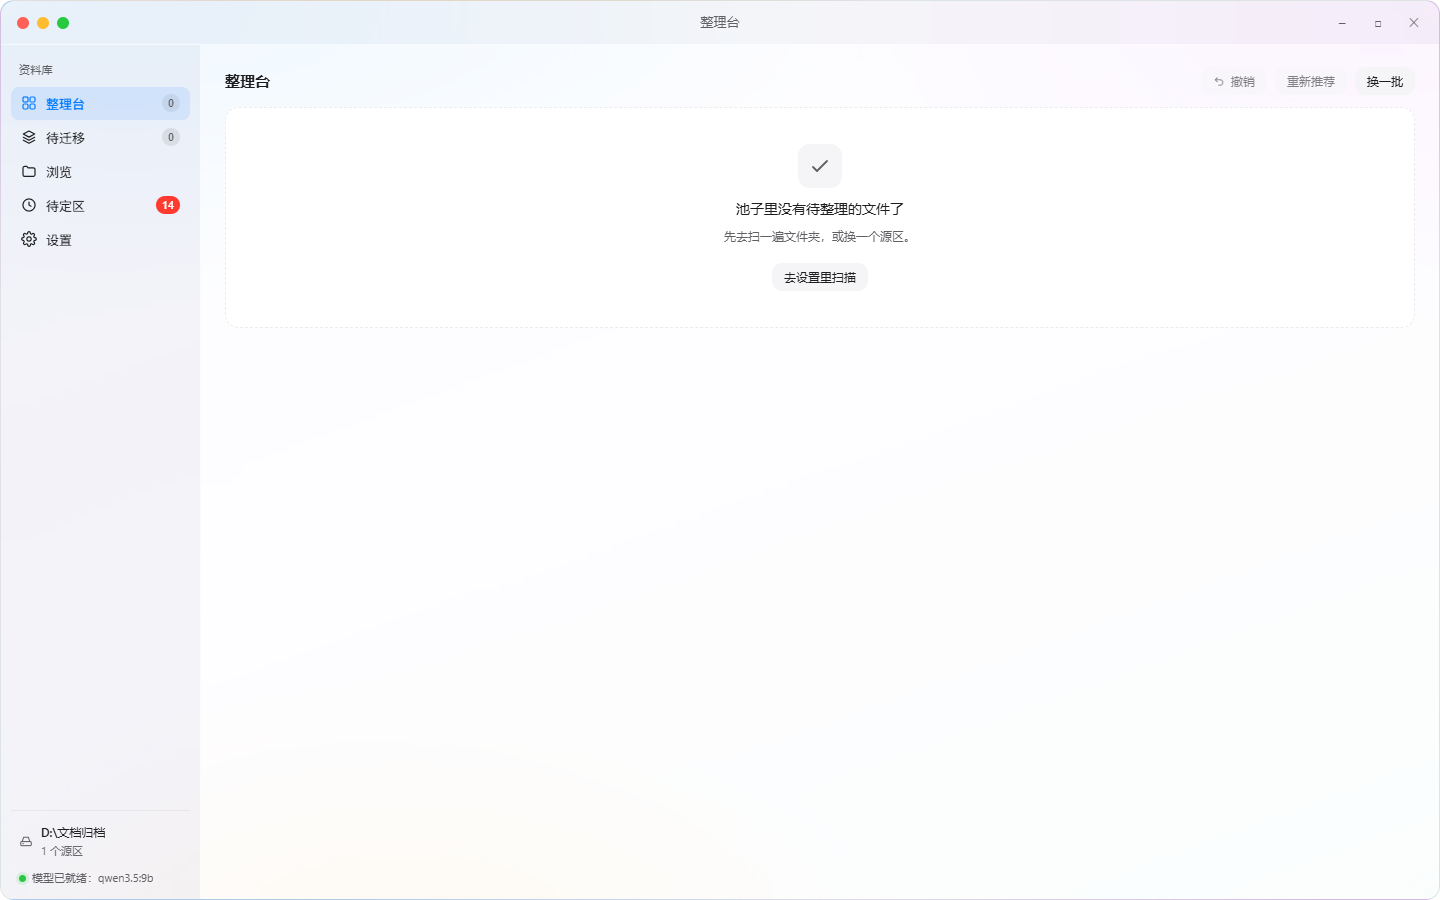 整理台
资料库
整理台 0
待迁移 0
浏览
待定区 14
设置
D:\文档归档
1 个源区
模型已就绪：qwen3.5:9b
整理台
撤销 重新推荐 换一批
池子里没有待整理的文件了
先去扫一遍文件夹，或换一个源区。
去设置里扫描